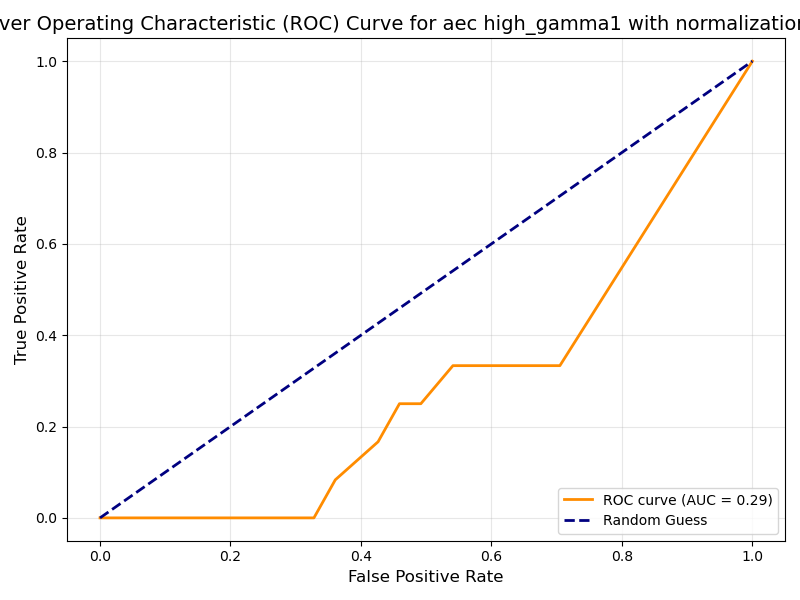 ver Operating Characteristic (ROC) Curve for aec high_gamma1 with normalization
1.0
0.8
0.6
0.4
0.2
0.0
True Positive Rate
ROC curve (AUC = 0.29)
Random Guess
0.0 0.2 0.4 0.6 0.8 1.0
False Positive Rate